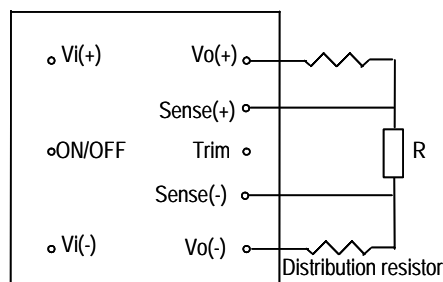 Vi(+)
Vo(+)
Sense(+)
ON/OFF
Trim
R
Sense(-)
Vi(-)
Vo(-)
Distribution resistor